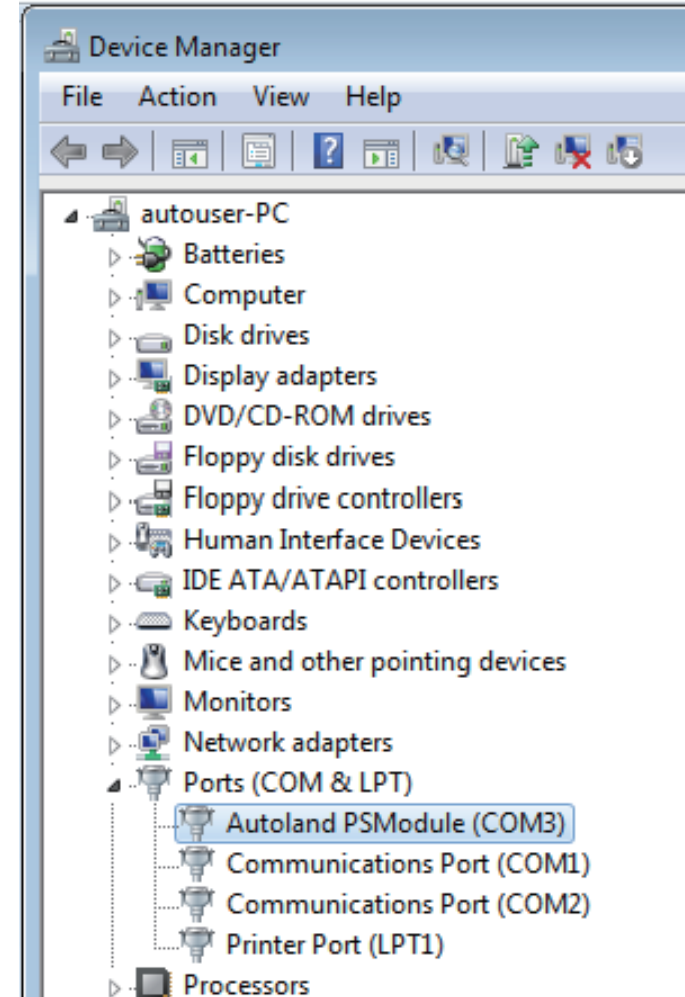 Device Manager
File Action View Help
autouser-PC
Batteries
Computer
Disk drives
Display adapters
DVD/CD-ROM drives
Floppy disk drives
Floppy drive controllers
Human Interface Devices
IDE ATA/ATAPI controllers
Keyboards
Mice and other pointing devices
Monitors
Network adapters
Ports (COM & LPT)
Autoland PSModule (COM3)
Communications Port (COM1)
Communications Port (COM2)
Printer Port (LPT1)
Processors